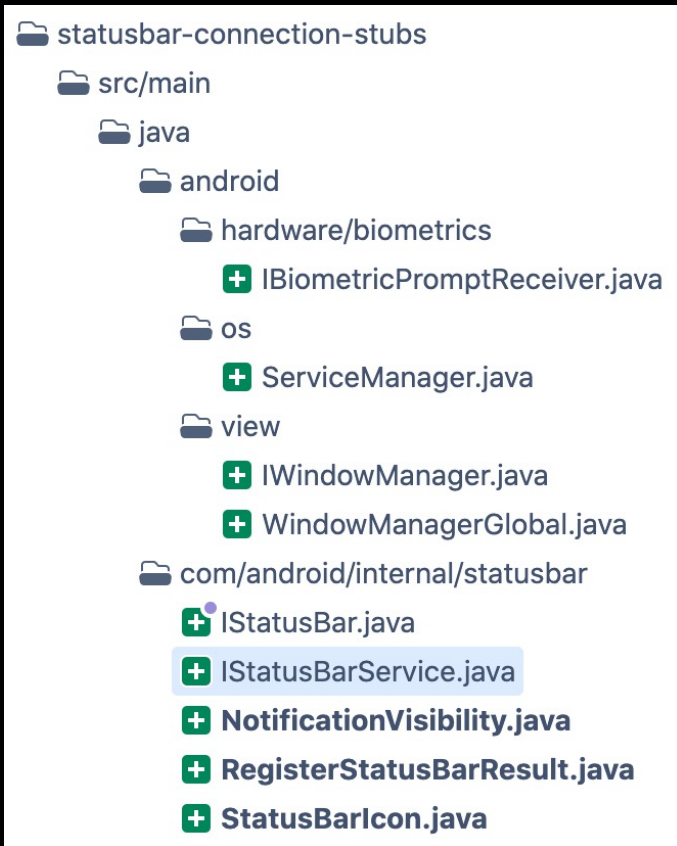 statusbar-connection-stubs
src/main
java
android
hardware/biometrics
IBiometricPromptReceiver.java
os
ServiceManager.java
view
IWindowManager.java
WindowManagerGlobal.java
com/android/internal/statusbar
IStatusBar.java
IStatusBarService.java
NotificationVisibility.java
RegisterStatusBarResult.java
StatusBarIcon.java